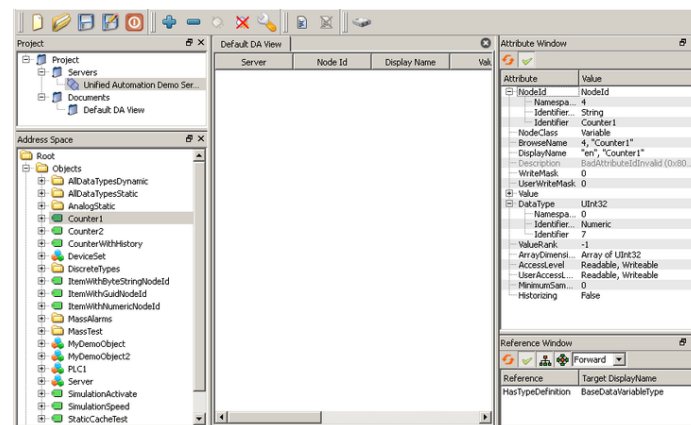 Project
Project
Servers
Unified Automation Demo Ser...
Documents
Default DA View
Address Space
Root
Objects
AllDataTypesDynamic
AllDataTypesStatic
AnalogStatic
Counter1
Counter2
CounterWithHistory
DeviceSet
DiscreteTypes
ItemWithByteStringNodeId
ItemWithGuidNodeId
ItemWithNumericNodeId
MassAlarms
MassTest
MyDemoObject
MyDemoObject2
PLC1
Server
SimulationActivate
SimulationSpeed
StaticCacheTest
Default DA View
Server Node Id Display Name Valu
Attribute Window
Attribute Value
NodeId NodeId
Namespa... 4
Identifier... String
Identifier Counter1
NodeClass Variable
BrowseName 4, "Counter1"
DisplayName "en", "Counter1"
Description BadAttributeIdInvalid (0x80...
WriteMask 0
UserWriteMask 0
Value
DataType UInt32
Namespa... 0
Identifier... Numeric
Identifier 7
ValueRank -1
ArrayDimensi... Array of UInt32
AccessLevel Readable, Writeable
UserAccessL... Readable, Writeable
MinimumSam... 0
Historizing False
Reference Window
Forward
Reference Target DisplayName
HasTypeDefinition BaseDataVariableType